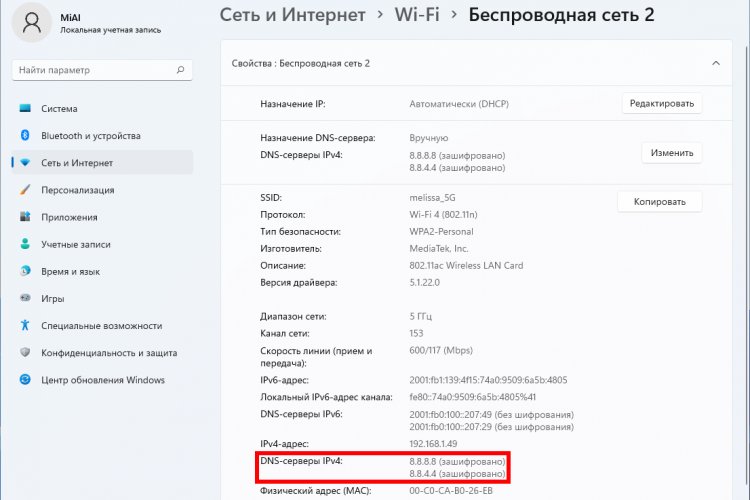 MiAI
Локальная учетная запись
Найти параметр
Система
Bluetooth и устройства
Сеть и Интернет
Персонализация
Приложения
Учетные записи
Время и язык
Игры
Специальные возможности
Конфиденциальность и защита
Центр обновления Windows
Сеть и Интернет > Wi-Fi > Беспроводная сеть 2
Свойства : Беспроводная сеть 2
Назначение IP: Автоматически (DHCP) Редактировать
Назначение DNS-сервера: Вручную
DNS-серверы IPv4: 8.8.8.8 (зашифровано) Изменить
8.8.4.4 (зашифровано)
SSID: melissa_5G Копировать
Протокол: Wi-Fi 4 (802.11n)
Тип безопасности: WPA2-Personal
Изготовитель: MediaTek, Inc.
Описание: 802.11ac Wireless LAN Card
Версия драйвера: 5.1.22.0
Диапазон сети: 5 ГГц
Канал сети: 153
Скорость линии (прием и 600/117 (Mbps)
передача):
IPv6-адрес: 2001:fb1:139:4f15:74a0:9509:6a5b:4805
Локальный IPv6-адрес канала: fe80::74a0:9509:6a5b:4805%41
DNS-серверы IPv6: 2001:fb0:100::207:49 (без шифрования)
2001:fb0:100::207:29 (без шифрования)
IPv4-адрес: 192.168.1.49
DNS-серверы IPv4: 8.8.8.8 (зашифровано)
8.8.4.4 (зашифровано)
Физический адрес (MAC): 00-C0-CA-B0-26-EB